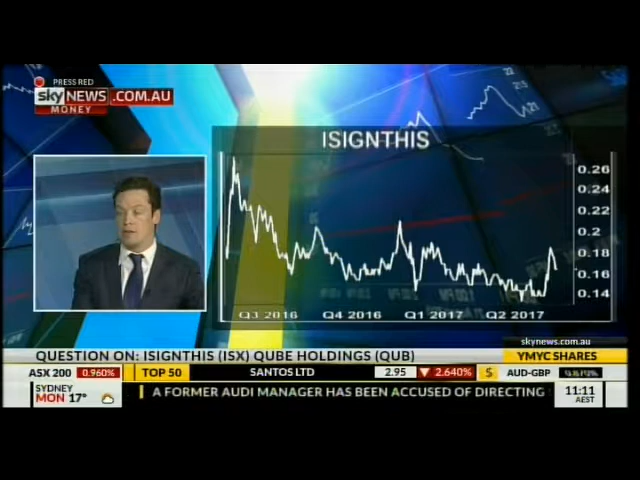 PRESS RED
sky NEWS .COM.AU
MONEY
ISIGNTHIS
0.26
0.24
0.22
0.2
0.18
0.16
0.14
Q3 2016 Q4 2016 Q1 2017 Q2 2017
skynews.com.au
QUESTION ON: ISIGNTHIS (ISX) QUBE HOLDINGS (QUB) YMYC SHARES
ASX 200 0.960% TOP 50 SANTOS LTD 2.95 ▼ 2.640% S AUD-GBP
SYDNEY
MON 17° A FORMER AUDI MANAGER HAS BEEN ACCUSED OF DIRECTING 11:11
AEST